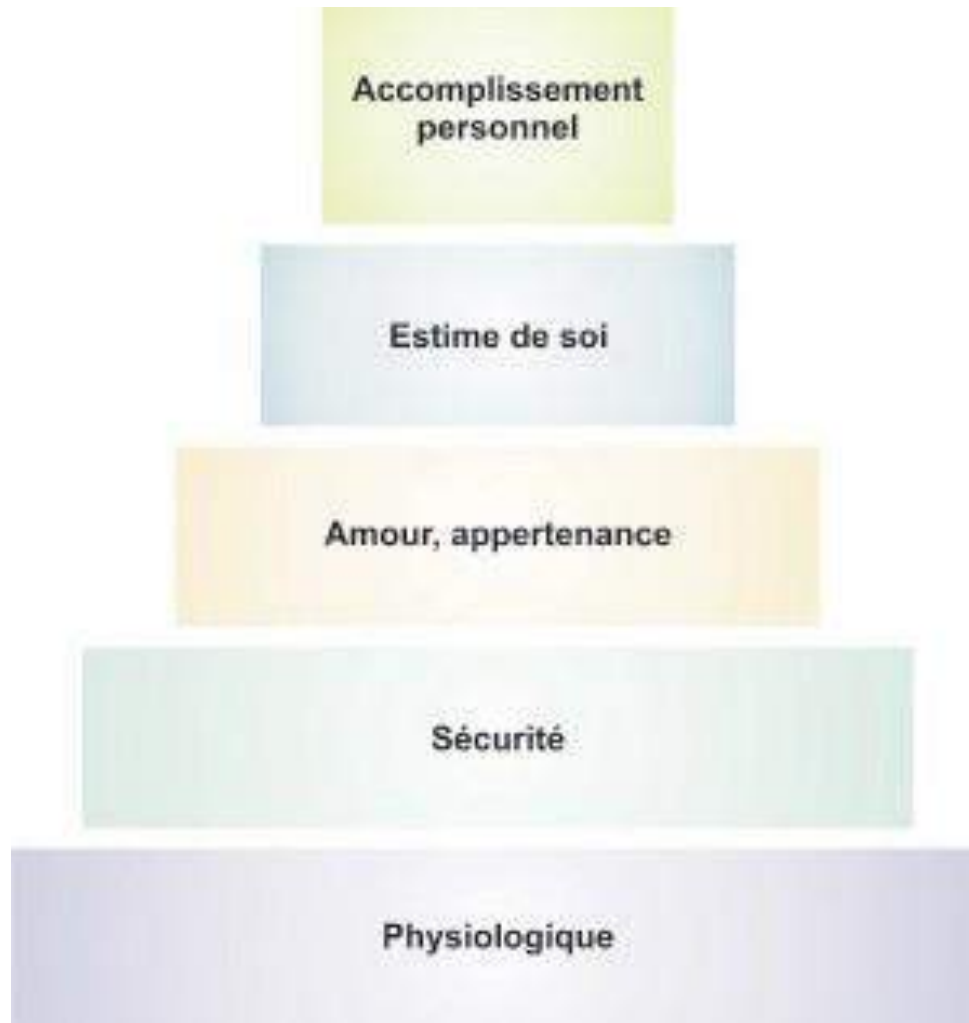 Accomplissement
personnel
Estime de soi
Amour, appertenance
Sécurité
Physiologique